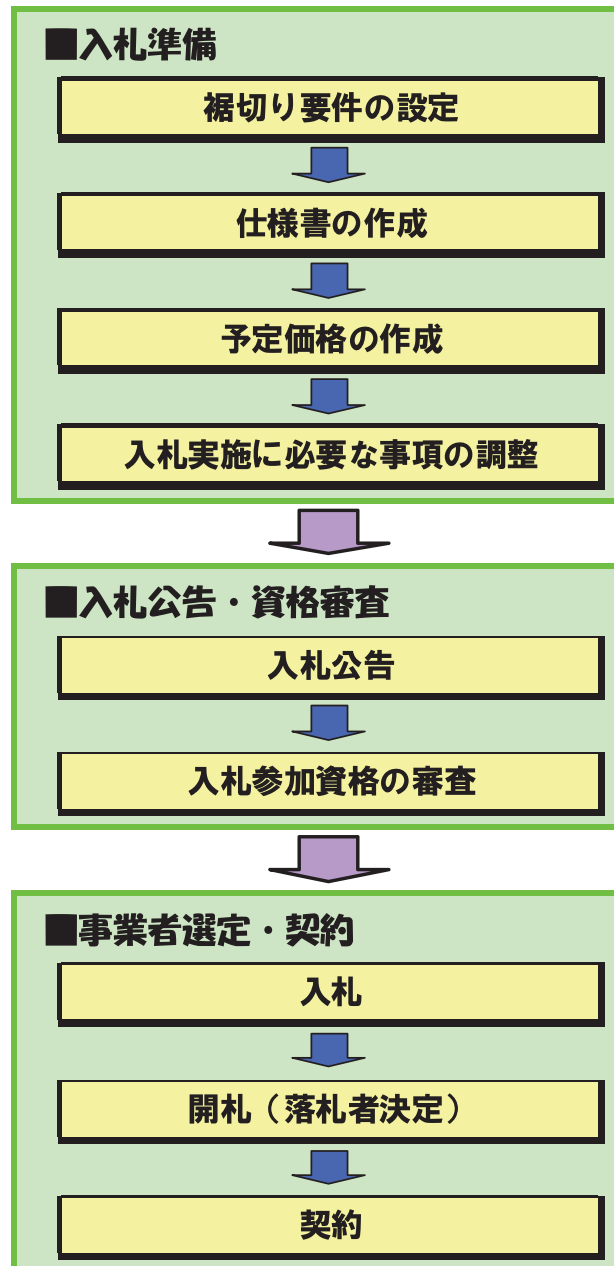 ■入札準備
裾切り要件の設定
仕様書の作成
予定価格の作成
入札実施に必要な事項の調整
■入札公告・資格審査
入札公告
入札参加資格の審査
■事業者選定・契約
入札
開札（落札者決定）
契約